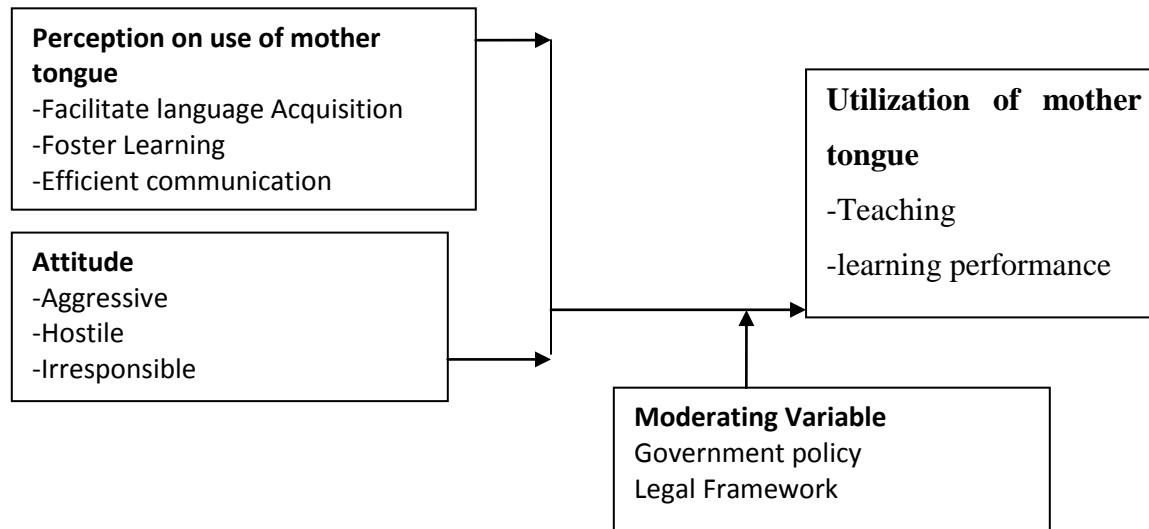 Perception on use of mother
tongue
-Facilitate language Acquisition
-Foster Learning
-Efficient communication
Attitude
-Aggressive
-Hostile
-Irresponsible
Utilization of mother
tongue
-Teaching
-learning performance
Moderating Variable
Government policy
Legal Framework